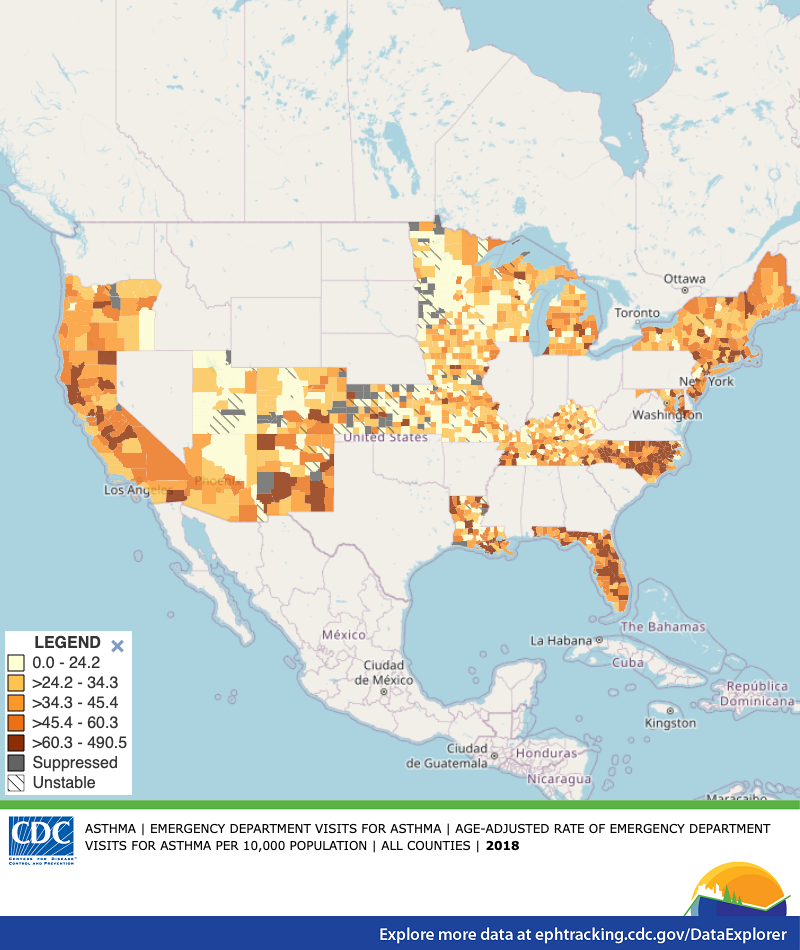 Ottawa
Toronto
New York
Washington
United States
Phoenix
Los Angeles
LEGEND ×
0.0 - 24.2
>24.2 - 34.3
>34.3 - 45.4
>45.4 - 60.3
>60.3 - 490.5
Suppressed
Unstable
México
Ciudad
de México
La Habana
The Bahamas
Cuba
República
Dominicana
Kingston
Ciudad
de Guatemala
Honduras
Nicaragua
Maracaibo
CDC
CENTERS FOR DISEASE
CONTROL AND PREVENTION
ASTHMA | EMERGENCY DEPARTMENT VISITS FOR ASTHMA | AGE-ADJUSTED RATE OF EMERGENCY DEPARTMENT
VISITS FOR ASTHMA PER 10,000 POPULATION | ALL COUNTIES | 2018
Explore more data at ephtracking.cdc.gov/DataExplorer